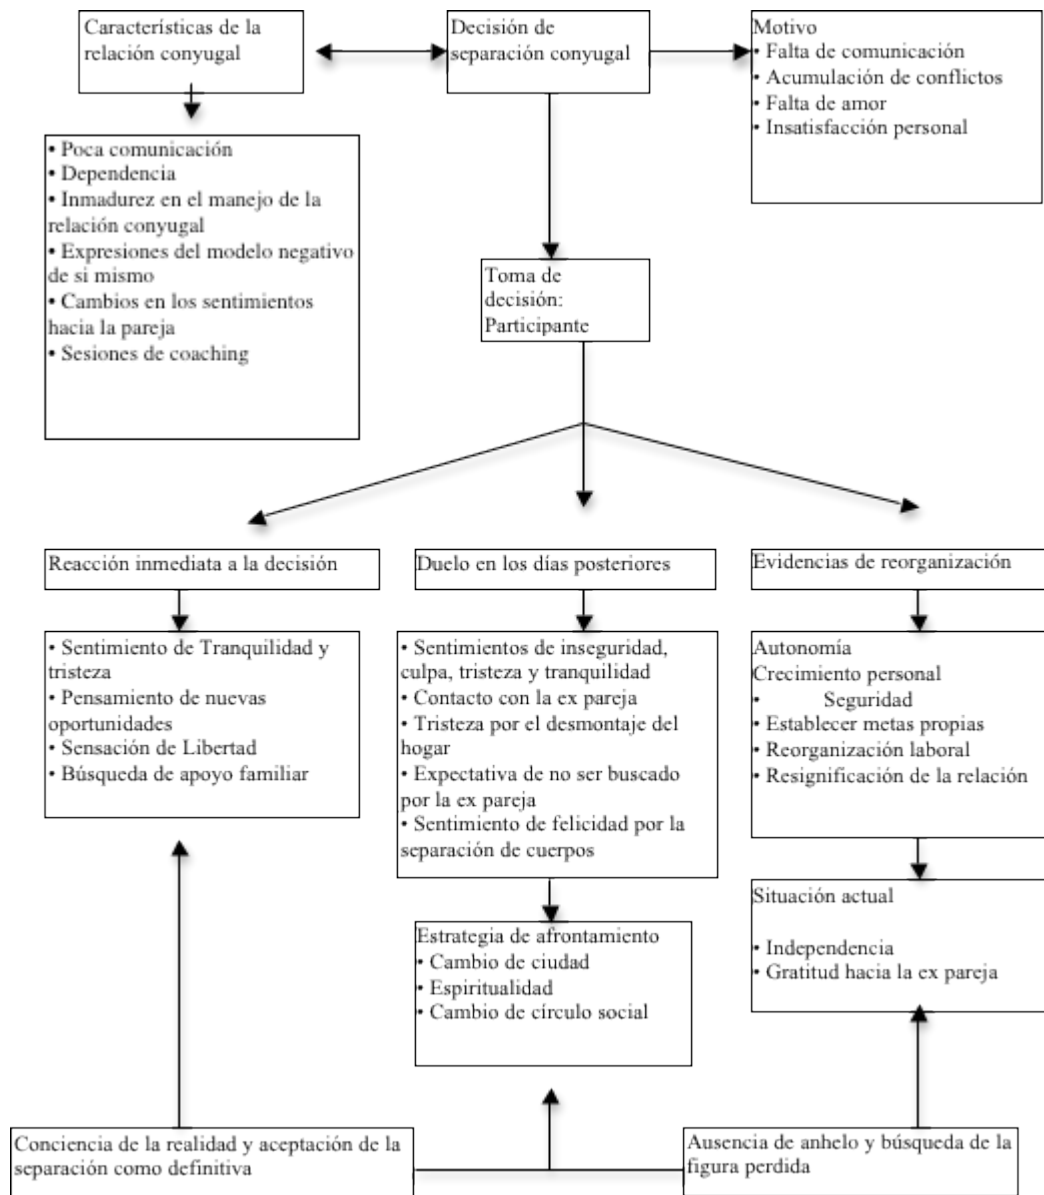 Características de la
relación conyugal
Decisión de
separación conyugal
Motivo
• Falta de comunicación
• Acumulación de conflictos
• Falta de amor
• Insatisfacción personal
• Poca comunicación
• Dependencia
• Inmadurez en el manejo de la
relación conyugal
• Expresiones del modelo negativo
de si mismo
• Cambios en los sentimientos
hacia la pareja
• Sesiones de coaching
Toma de
decisión:
Participante
Reacción inmediata a la decisión
Duelo en los días posteriores
Evidencias de reorganización
• Sentimiento de Tranquilidad y
tristeza
• Pensamiento de nuevas
oportunidades
• Sensación de Libertad
• Búsqueda de apoyo familiar
• Sentimientos de inseguridad,
culpa, tristeza y tranquilidad
• Contacto con la ex pareja
• Tristeza por el desmontaje del
hogar
• Expectativa de no ser buscado
por la ex pareja
• Sentimiento de felicidad por la
separación de cuerpos
Autonomía
Crecimiento personal
• Seguridad
• Establecer metas propias
• Reorganización laboral
• Resignificación de la relación
Estrategia de afrontamiento
• Cambio de ciudad
• Espiritualidad
• Cambio de círculo social
Situación actual
• Independencia
• Gratitud hacia la ex pareja
Conciencia de la realidad y aceptación de la
separación como definitiva
Ausencia de anhelo y búsqueda de la
figura perdida